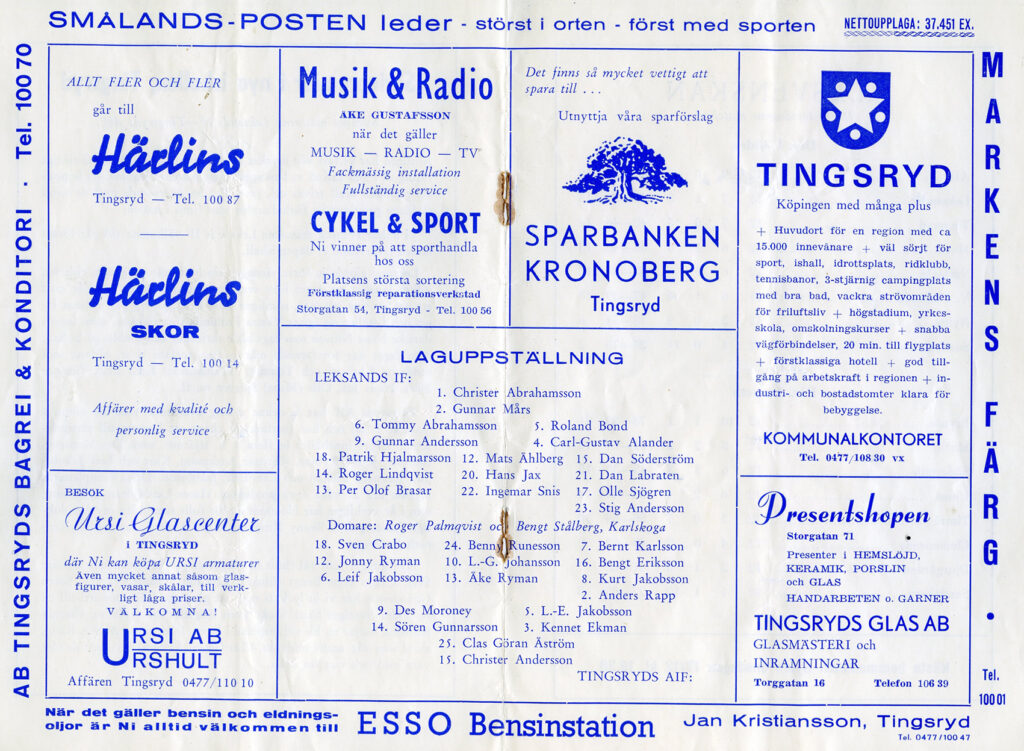 SMÅLANDS-POSTEN leder - störst i orten - först med sporten
NETTOUPPLAGA: 37.451 EX.
AB TINGSRYDS BAGREI & KONDITORI · Tel. 100 70
ALLT FLER OCH FLER
går till
Härlins
Tingsryd — Tel. 100 87
Härlins
SKOR
Tingsryd — Tel. 100 14
Affärer med kvalité och
personlig service
Musik & Radio
ÅKE GUSTAFSSON
när det gäller
MUSIK — RADIO — TV
Fackmässig installation
Fullständig service
CYKEL & SPORT
Ni vinner på att sporthandla
hos oss
Platsens största sortering
Förstklassig reparationsverkstad
Storgatan 54, Tingsryd - Tel. 100 56
Det finns så mycket vettigt att
spara till . . .
Utnyttja våra sparförslag
SPARBANKEN
KRONOBERG
Tingsryd
TINGSRYD
Köpingen med många plus
+ Huvudort för en region med ca
15.000 innevånare + väl sörjt för
sport, ishall, idrottsplats, ridklubb,
tennisbanor, 3-stjärnig campingplats
med bra bad, vackra strövområden
för friluftsliv + högstadium, yrkes-
skola, omskolningskurser + snabba
vägförbindelser, 20 min. till flygplats
+ förstklassiga hotell + god till-
gång på arbetskraft i regionen + in-
dustri- och bostadstomter klara för
bebyggelse.
KOMMUNALKONTORET
Tel. 0477/108 30 vx
LAGUPPSTÄLLNING
LEKSANDS IF:
1. Christer Abrahamsson
2. Gunnar Mårs
6. Tommy Abrahamsson 5. Roland Bond
9. Gunnar Andersson 4. Carl-Gustav Alander
18. Patrik Hjalmarsson 12. Mats Åhlberg 15. Dan Söderström
14. Roger Lindqvist 20. Hans Jax 21. Dan Labraten
13. Per Olof Brasar 22. Ingemar Snis 17. Olle Sjögren
23. Stig Andersson
Domare: Roger Palmqvist och Bengt Stålberg, Karlskoga
18. Sven Crabo 24. Benny Runesson 7. Bernt Karlsson
12. Jonny Ryman 10. L.-G. Johansson 16. Bengt Eriksson
6. Leif Jakobsson 13. Åke Ryman 8. Kurt Jakobsson
2. Anders Rapp
9. Des Moroney 5. L.-E. Jakobsson
14. Sören Gunnarsson 3. Kennet Ekman
25. Clas Göran Åström
15. Christer Andersson
TINGSRYDS AIF:
BESÖK
Ursi Glascenter
i TINGSRYD
där Ni kan köpa URSI armaturer
Även mycket annat såsom glas-
figurer, vasar, skålar, till verk-
ligt låga priser.
VÄLKOMNA!
URSI AB
URSHULT
Affären Tingsryd 0477/110 10
Presentshopen
Storgatan 71
Presenter i HEMSLÖJD,
KERAMIK, PORSLIN
och GLAS
HANDARBETEN o. GARNER
TINGSRYDS GLAS AB
GLASMÄSTERI och
INRAMNINGAR
Torggatan 16 Telefon 106 39
MARKENS FÄRG •
Tel.
100 01
När det gäller bensin och eldnings-
oljor är Ni alltid välkommen till
ESSO Bensinstation
Jan Kristiansson, Tingsryd
Tel. 0477/100 47